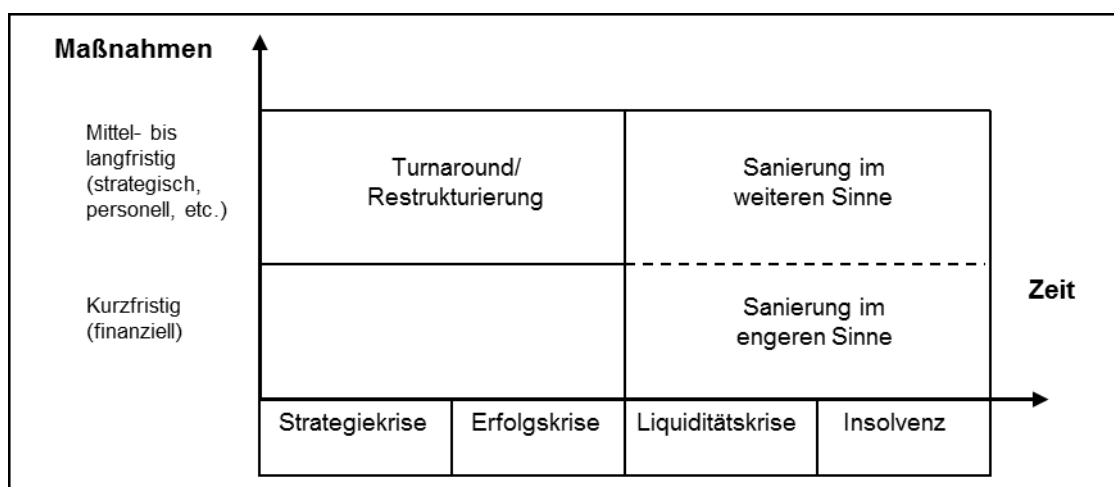 Maßnahmen
Mittel- bis
langfristig
(strategisch,
personell, etc.)
Turnaround/
Restrukturierung
Sanierung im
weiteren Sinne
Zeit
Kurzfristig
(finanziell)
Sanierung im
engeren Sinne
Strategiekrise
Erfolgskrise
Liquiditätskrise
Insolvenz